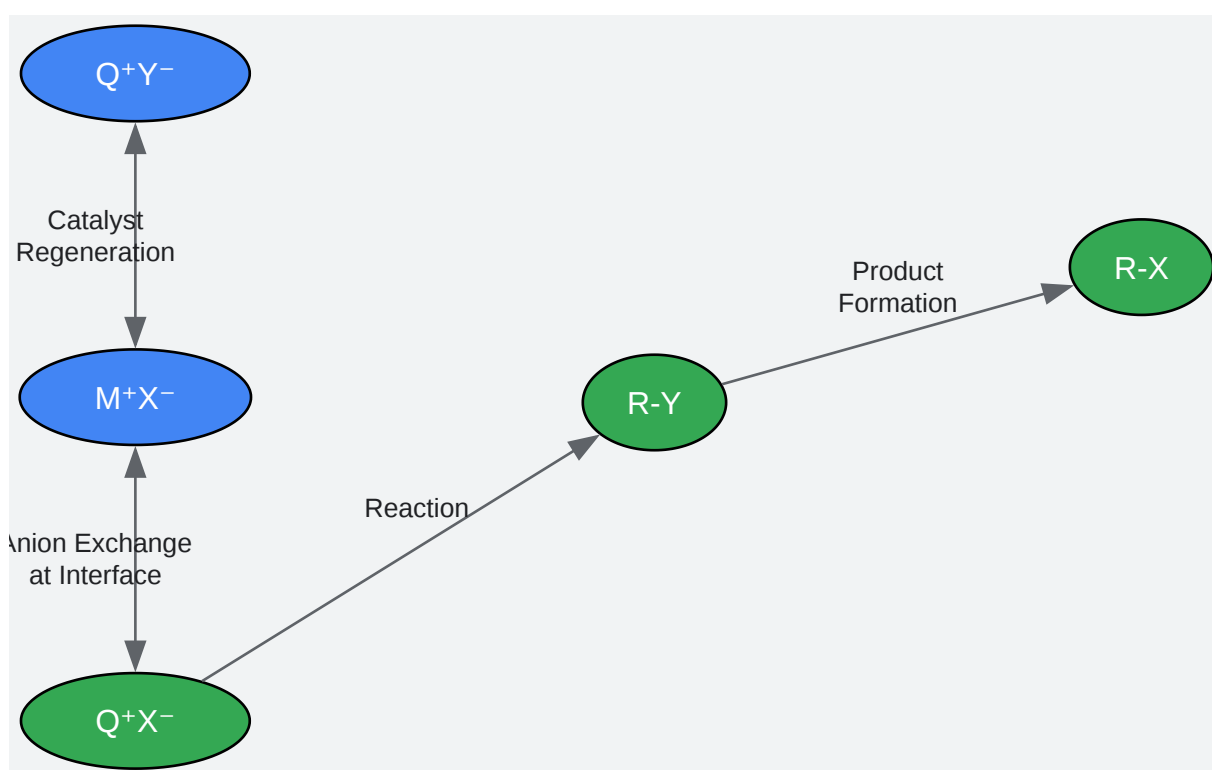 Q⁺Y⁻
Catalyst
Regeneration
R-X
Product
Formation
M⁺X⁻
R-Y
Reaction
Anion Exchange
at Interface
Q⁺X⁻